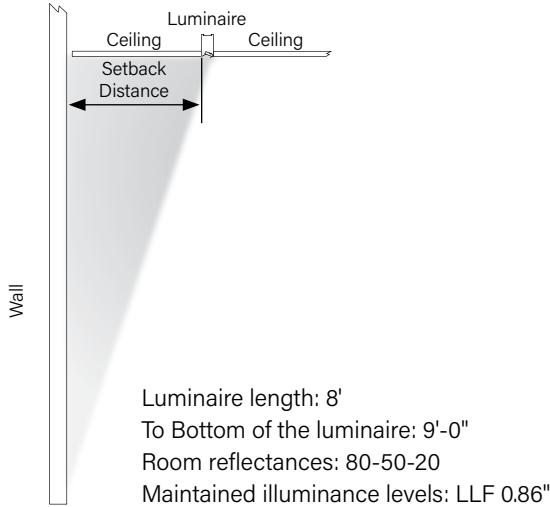 Luminaire
Ceiling Ceiling
Setback
Distance
Wall
Luminaire length: 8'
To Bottom of the luminaire: 9'-0"
Room reflectances: 80-50-20
Maintained illuminance levels: LLF 0.86"